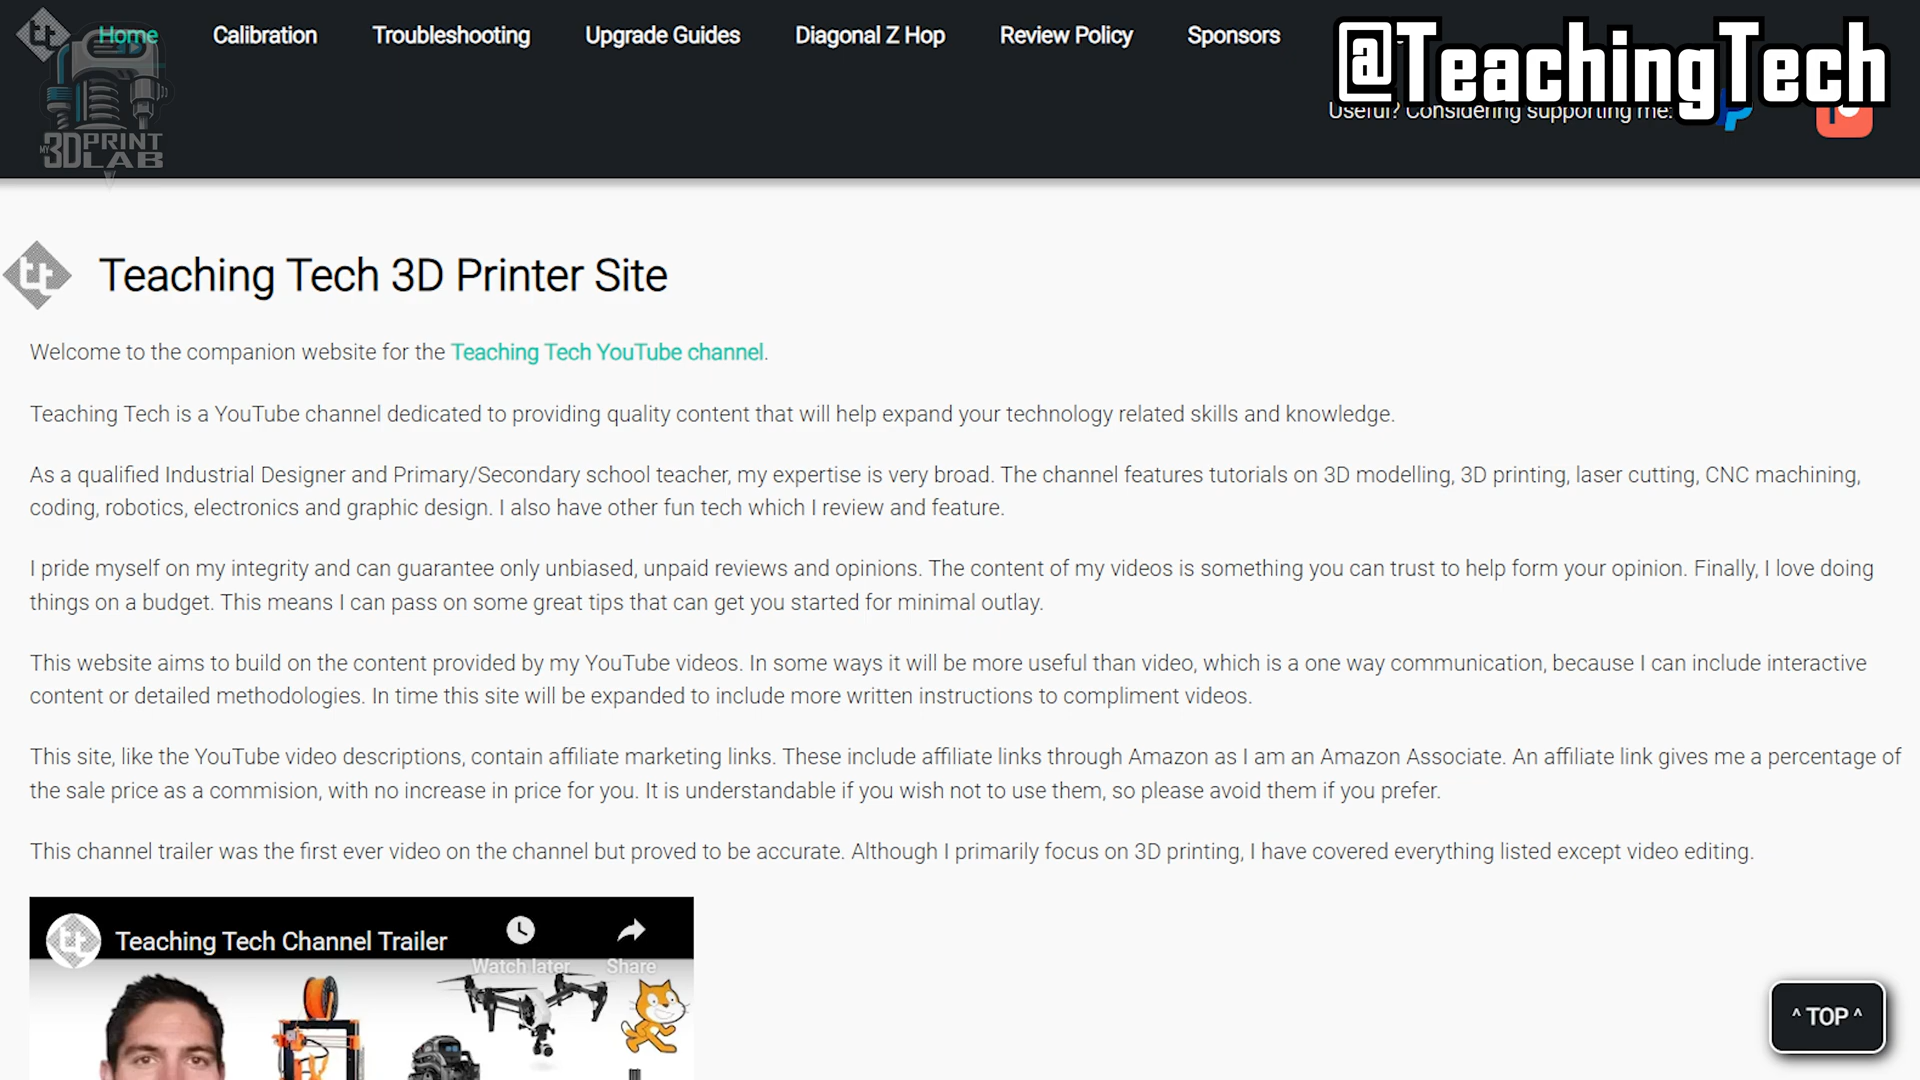 Home Calibration Troubleshooting Upgrade Guides Diagonal Z Hop Review Policy Sponsors
@TeachingTech
Useful? Considering supporting me:
MY 3DPRINT LAB
tt Teaching Tech 3D Printer Site
Welcome to the companion website for the Teaching Tech YouTube channel.
Teaching Tech is a YouTube channel dedicated to providing quality content that will help expand your technology related skills and knowledge.
As a qualified Industrial Designer and Primary/Secondary school teacher, my expertise is very broad. The channel features tutorials on 3D modelling, 3D printing, laser cutting, CNC machining,
coding, robotics, electronics and graphic design. I also have other fun tech which I review and feature.
I pride myself on my integrity and can guarantee only unbiased, unpaid reviews and opinions. The content of my videos is something you can trust to help form your opinion. Finally, I love doing
things on a budget. This means I can pass on some great tips that can get you started for minimal outlay.
This website aims to build on the content provided by my YouTube videos. In some ways it will be more useful than video, which is a one way communication, because I can include interactive
content or detailed methodologies. In time this site will be expanded to include more written instructions to compliment videos.
This site, like the YouTube video descriptions, contain affiliate marketing links. These include affiliate links through Amazon as I am an Amazon Associate. An affiliate link gives me a percentage of
the sale price as a commision, with no increase in price for you. It is understandable if you wish not to use them, so please avoid them if you prefer.
This channel trailer was the first ever video on the channel but proved to be accurate. Although I primarily focus on 3D printing, I have covered everything listed except video editing.
tt Teaching Tech Channel Trailer
Watch later Share
^ TOP ^